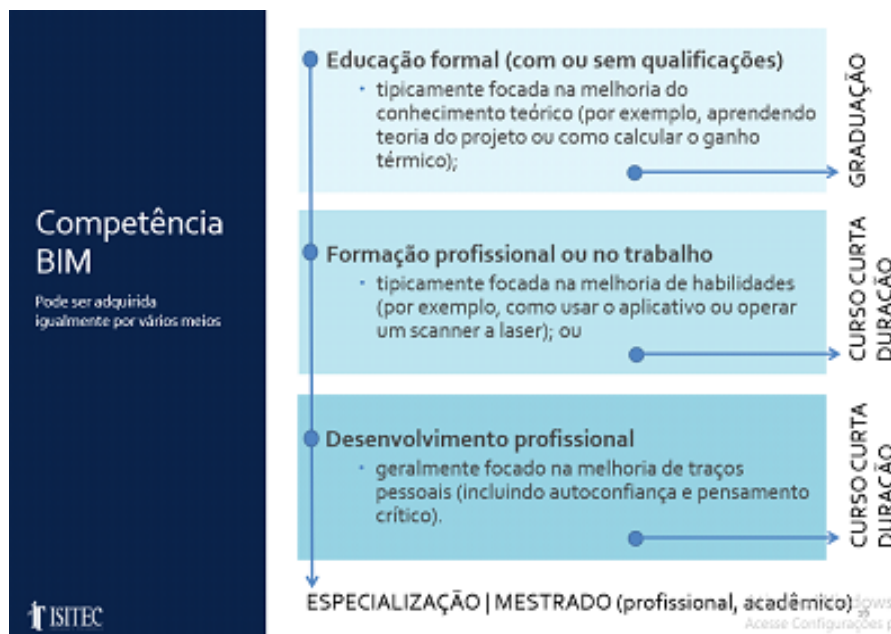 Competência
BIM
Pode ser adquirida
igualmente por vários meios
ISITEC
Educação formal (com ou sem qualificações)
• tipicamente focada na melhoria do
conhecimento teórico (por exemplo, aprendendo
teoria do projeto ou como calcular o ganho
térmico);
GRADUAÇÃO
Formação profissional ou no trabalho
• tipicamente focada na melhoria de habilidades
(por exemplo, como usar o aplicativo ou operar
um scanner a laser); ou
CURSO CURTA
DURAÇÃO
Desenvolvimento profissional
• geralmente focado na melhoria de traços
pessoais (incluindo autoconfiança e pensamento
crítico).
CURSO CURTA
DURAÇÃO
ESPECIALIZAÇÃO | MESTRADO (profissional, acadêmico)
Acesse Configurações p